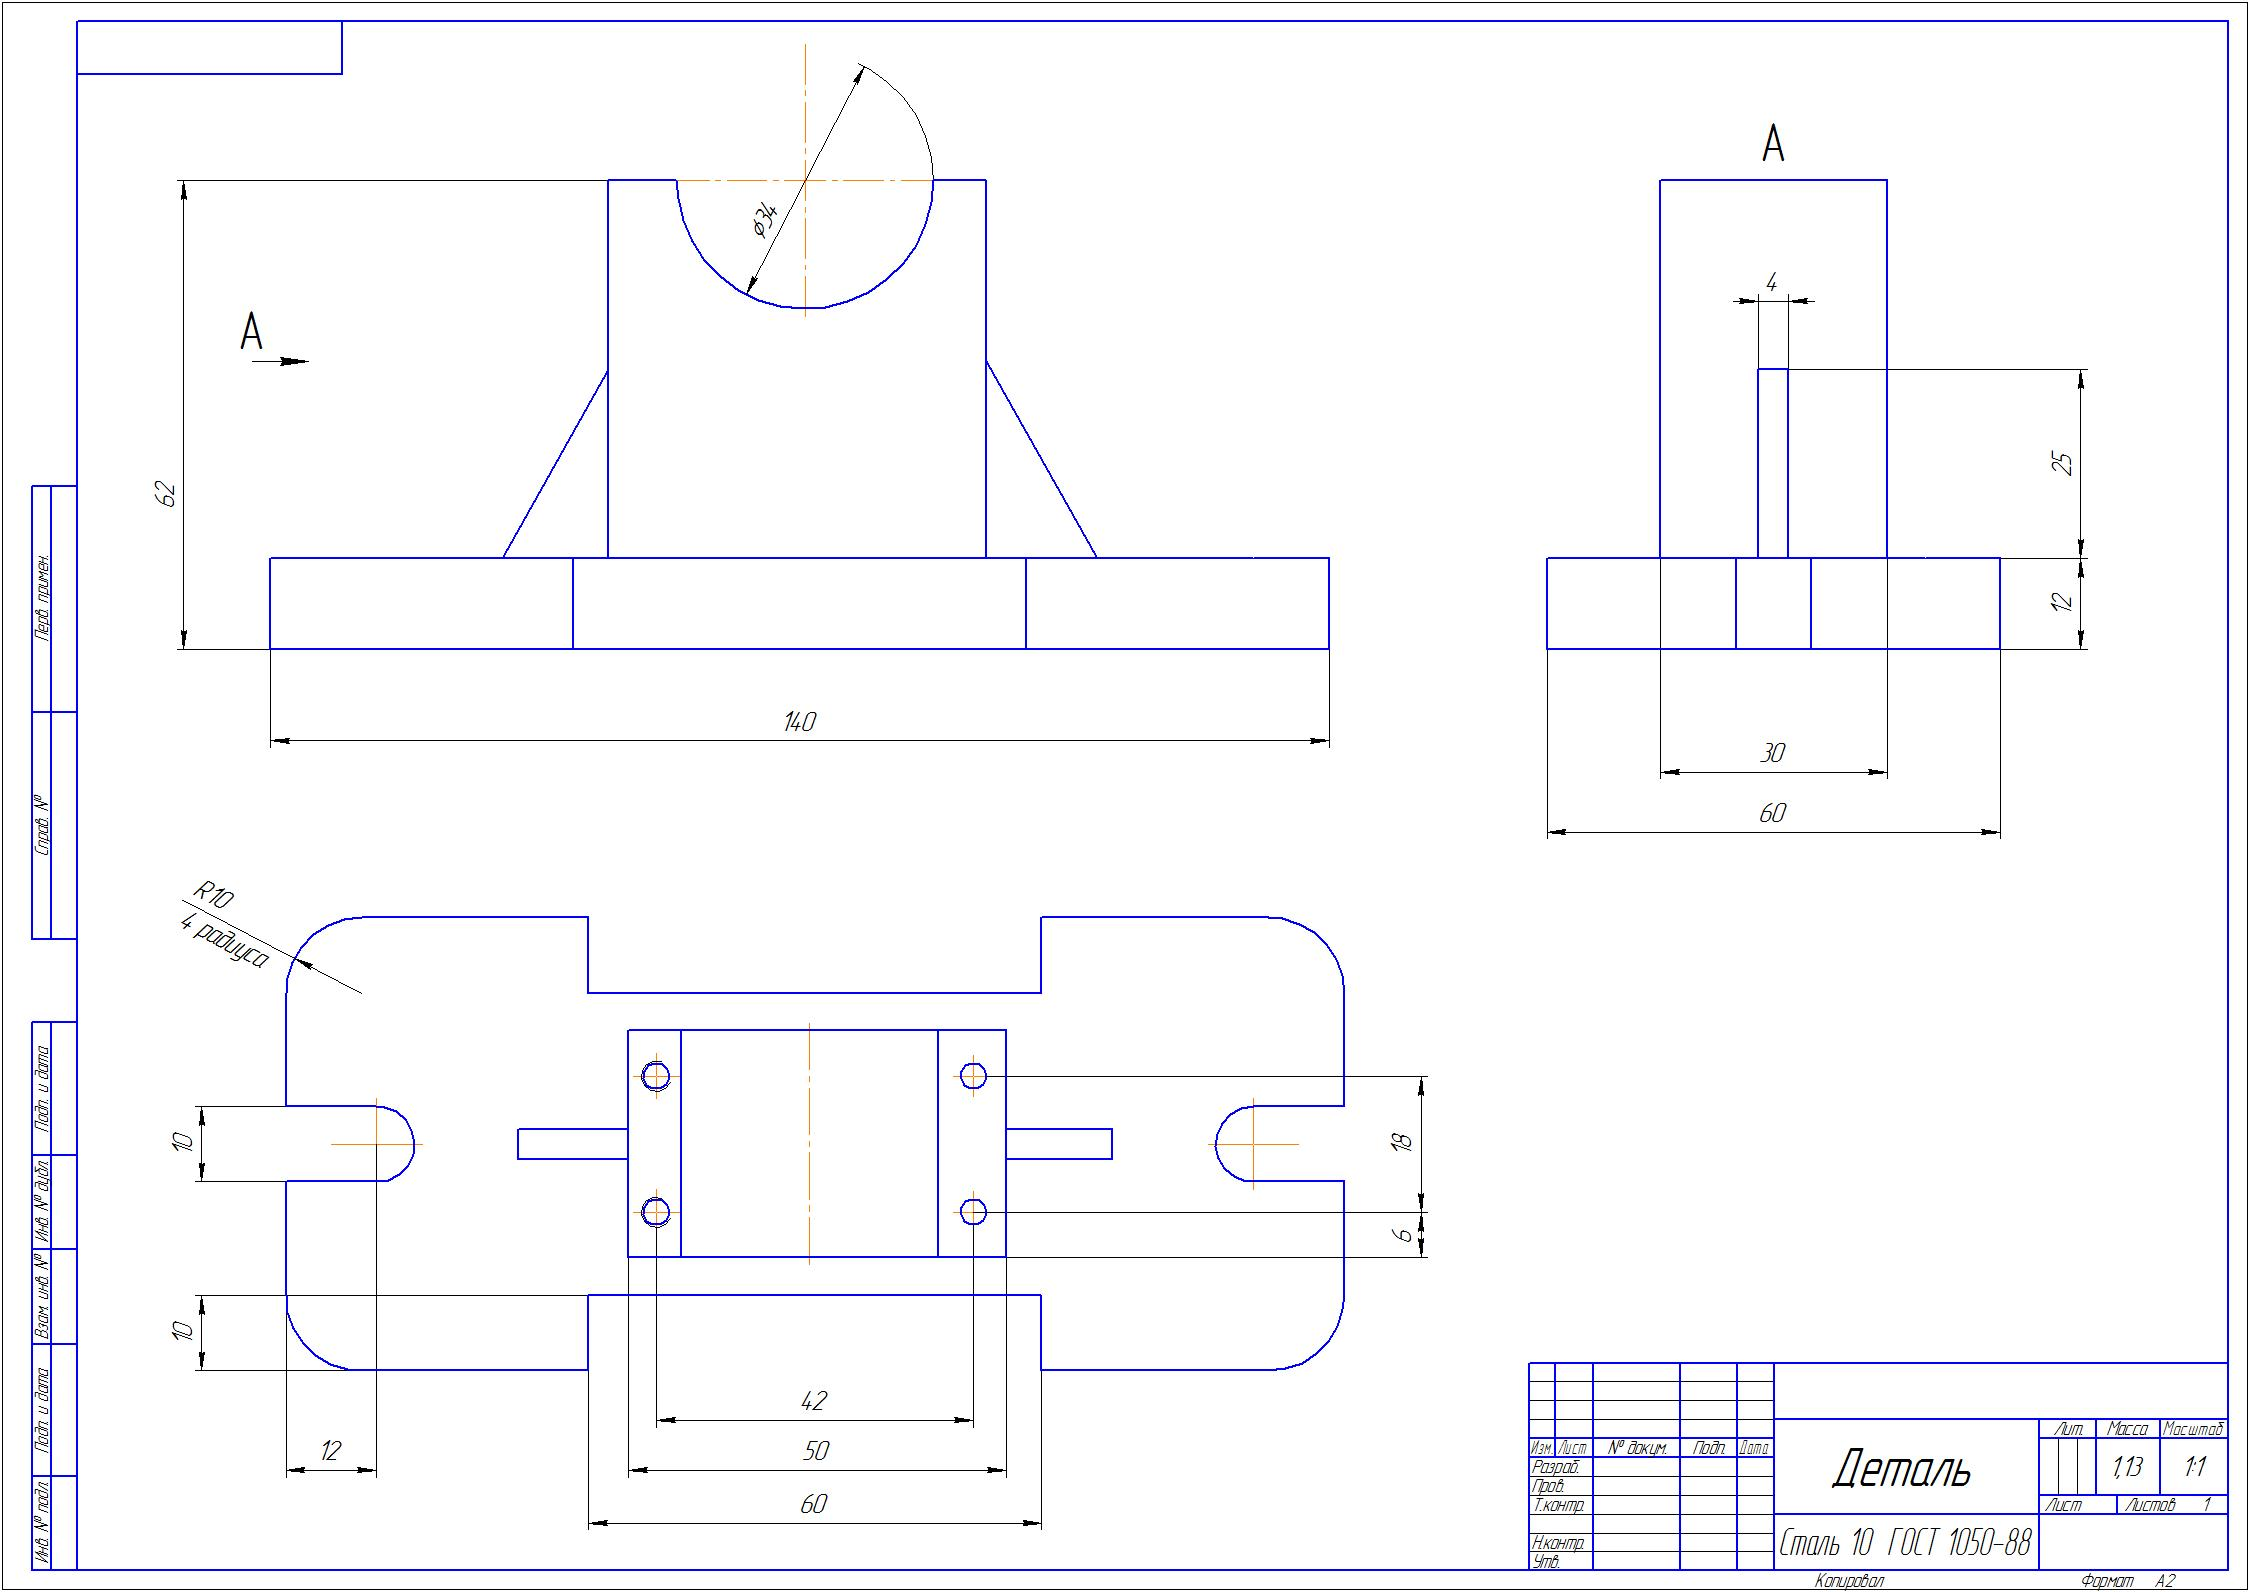 А
⌀34
А
62
4
25
12
140
30
60
R10
4 радиуса
10
10
18
6
12
42
50
60
Перв. примен.
Справ. №
Подп. и дата
Инв. № дубл.
Взам. инв. №
Подп. и дата
Инв. № подл.
Изм. Лист № докум. Подп. Дата
Разраб.
Пров.
Т.контр.
Н.контр.
Утв.
Деталь
Лит. Масса Масштаб
1,13 1:1
Лист Листов 1
Сталь 10 ГОСТ 1050-88
Копировал Формат А2